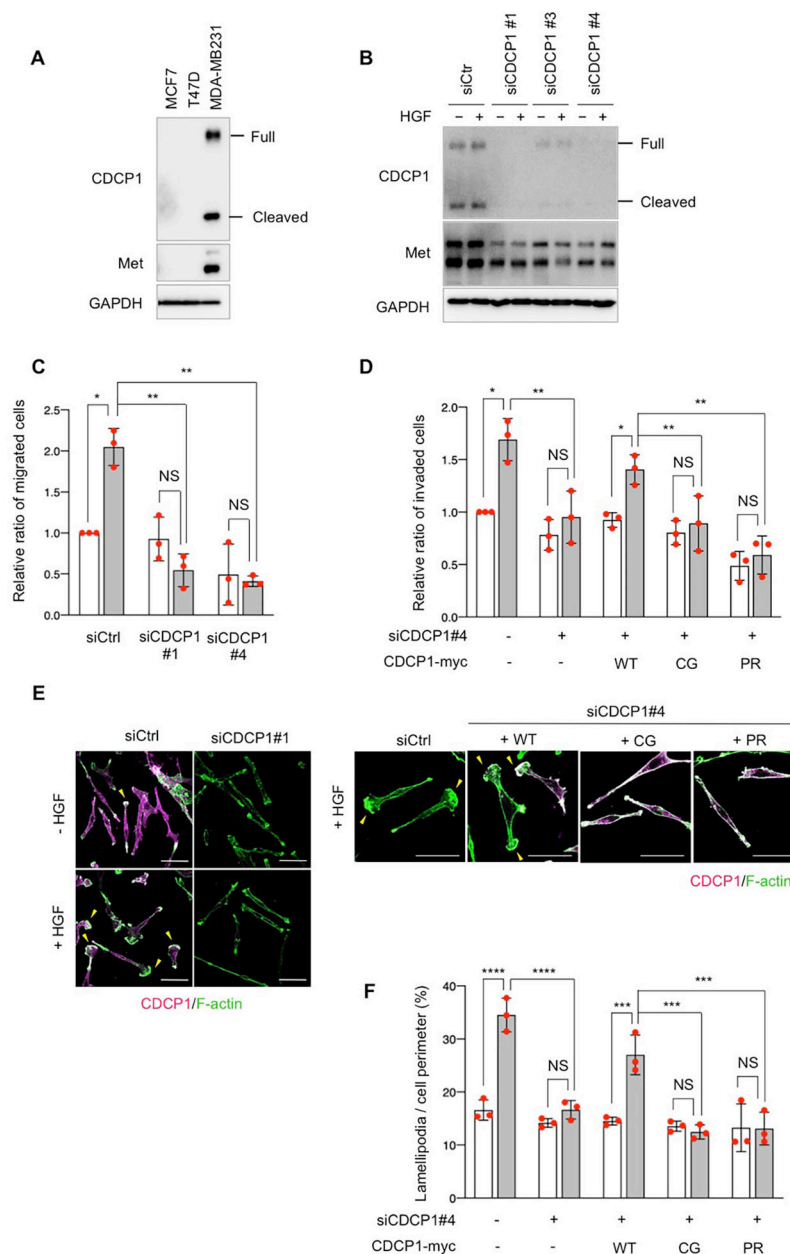 A
MCF7
T47D
MDA-MB231
Full
CDCP1
Cleaved
Met
GAPDH
B
siCtr
siCDCP1 #1
siCDCP1 #3
siCDCP1 #4
HGF – + – + – + – +
Full
CDCP1
Cleaved
Met
GAPDH
C
Relative ratio of migrated cells
2.5
2.0
1.5
1.0
0.5
0.0
*
**
**
NS
NS
siCtrl
siCDCP1 #1
siCDCP1 #4
D
Relative ratio of invaded cells
2.0
1.5
1.0
0.5
0.0
*
**
NS
*
**
**
NS
NS
siCDCP1#4 - + + + +
CDCP1-myc - - WT CG PR
E
siCtrl
siCDCP1#1
- HGF
+ HGF
CDCP1/F-actin
siCDCP1#4
siCtrl
+ WT
+ CG
+ PR
+ HGF
CDCP1/F-actin
F
Lamellipodia / cell perimeter (%)
40
30
20
10
0
****
****
NS
***
***
***
NS
NS
siCDCP1#4 - + + + +
CDCP1-myc - - WT CG PR